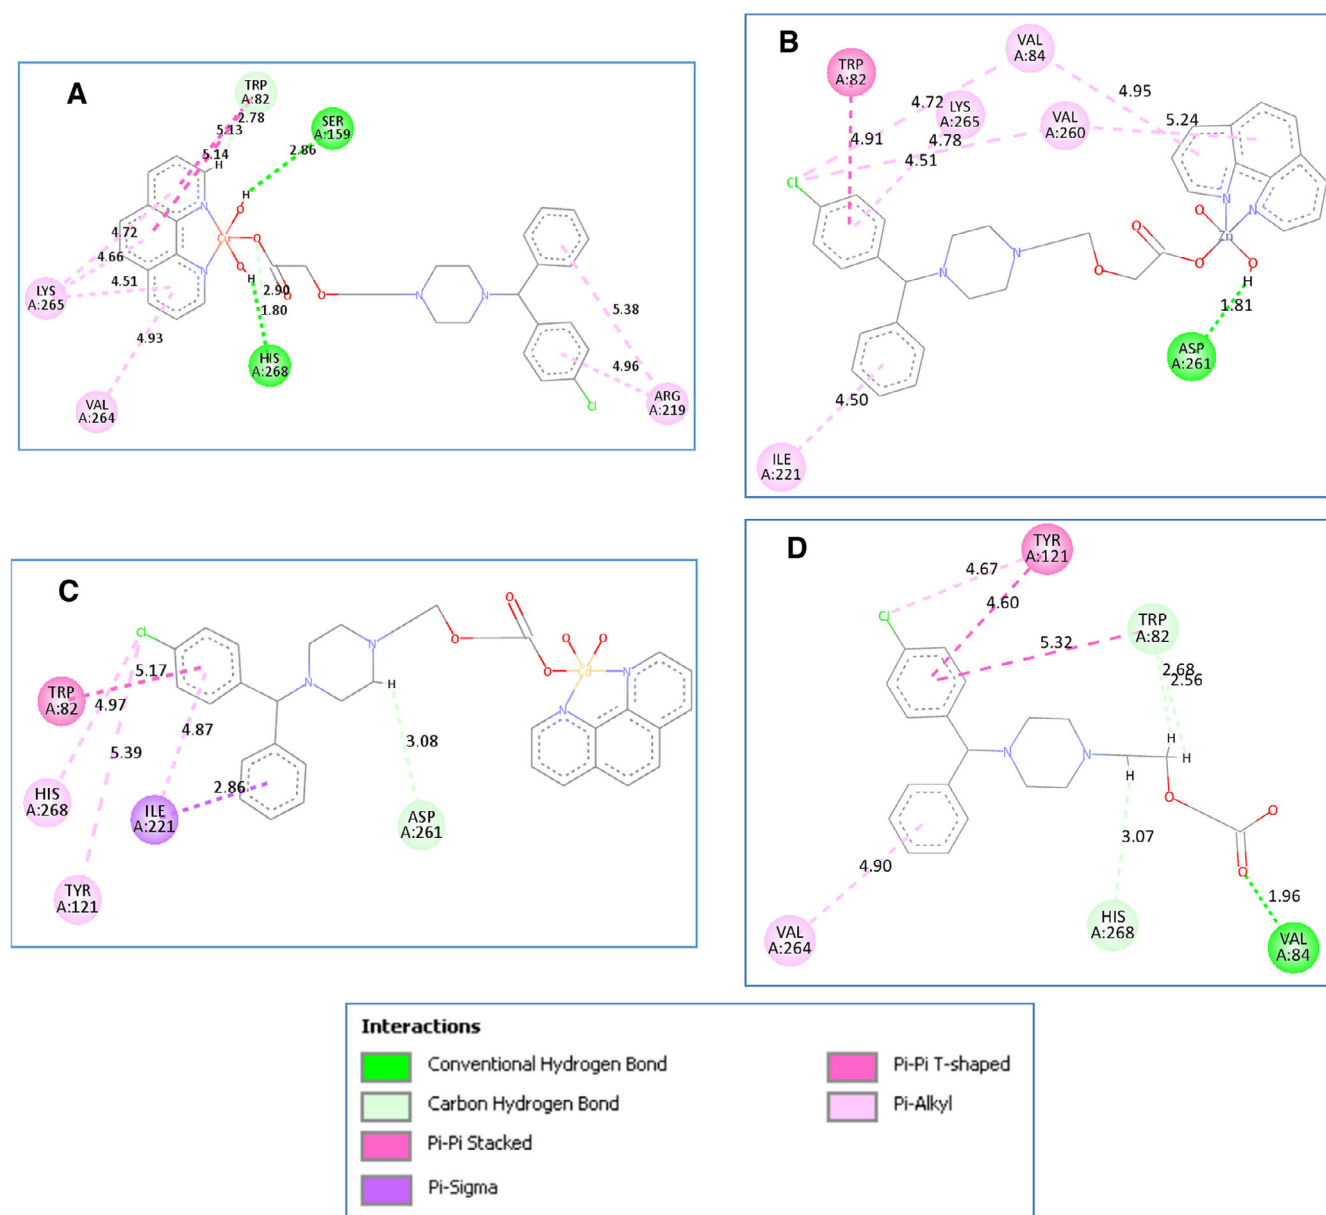 A
TRP
A:82
2.78
5.13
5.14
H
SER
A:159
2.86
H
N
O
O
N
O
H
O
O
4.72
4.66
4.51
LYS
A:265
2.90
1.80
N
N
5.38
4.93
HIS
A:268
4.96
Cl
VAL
A:264
ARG
A:219
B
VAL
A:84
TRP
A:82
4.72
LYS
A:265
4.95
VAL
A:260
5.24
4.91
4.78
4.51
Cl
N
N
O
O
Zn
N
N
O
O
O
H
1.81
ASP
A:261
4.50
ILE
A:221
C
Cl
5.17
TRP
A:82
4.97
N
N
H
O
O
O
O
O
Cd
N
N
4.87
5.39
3.08
2.86
HIS
A:268
ILE
A:221
ASP
A:261
TYR
A:121
D
TYR
A:121
4.67
4.60
Cl
TRP
A:82
5.32
2.68
2.56
H
N
N
H
H
O
O
O
3.07
4.90
1.96
VAL
A:264
HIS
A:268
VAL
A:84
Interactions
Conventional Hydrogen Bond
Carbon Hydrogen Bond
Pi-Pi Stacked
Pi-Sigma
Pi-Pi T-shaped
Pi-Alkyl